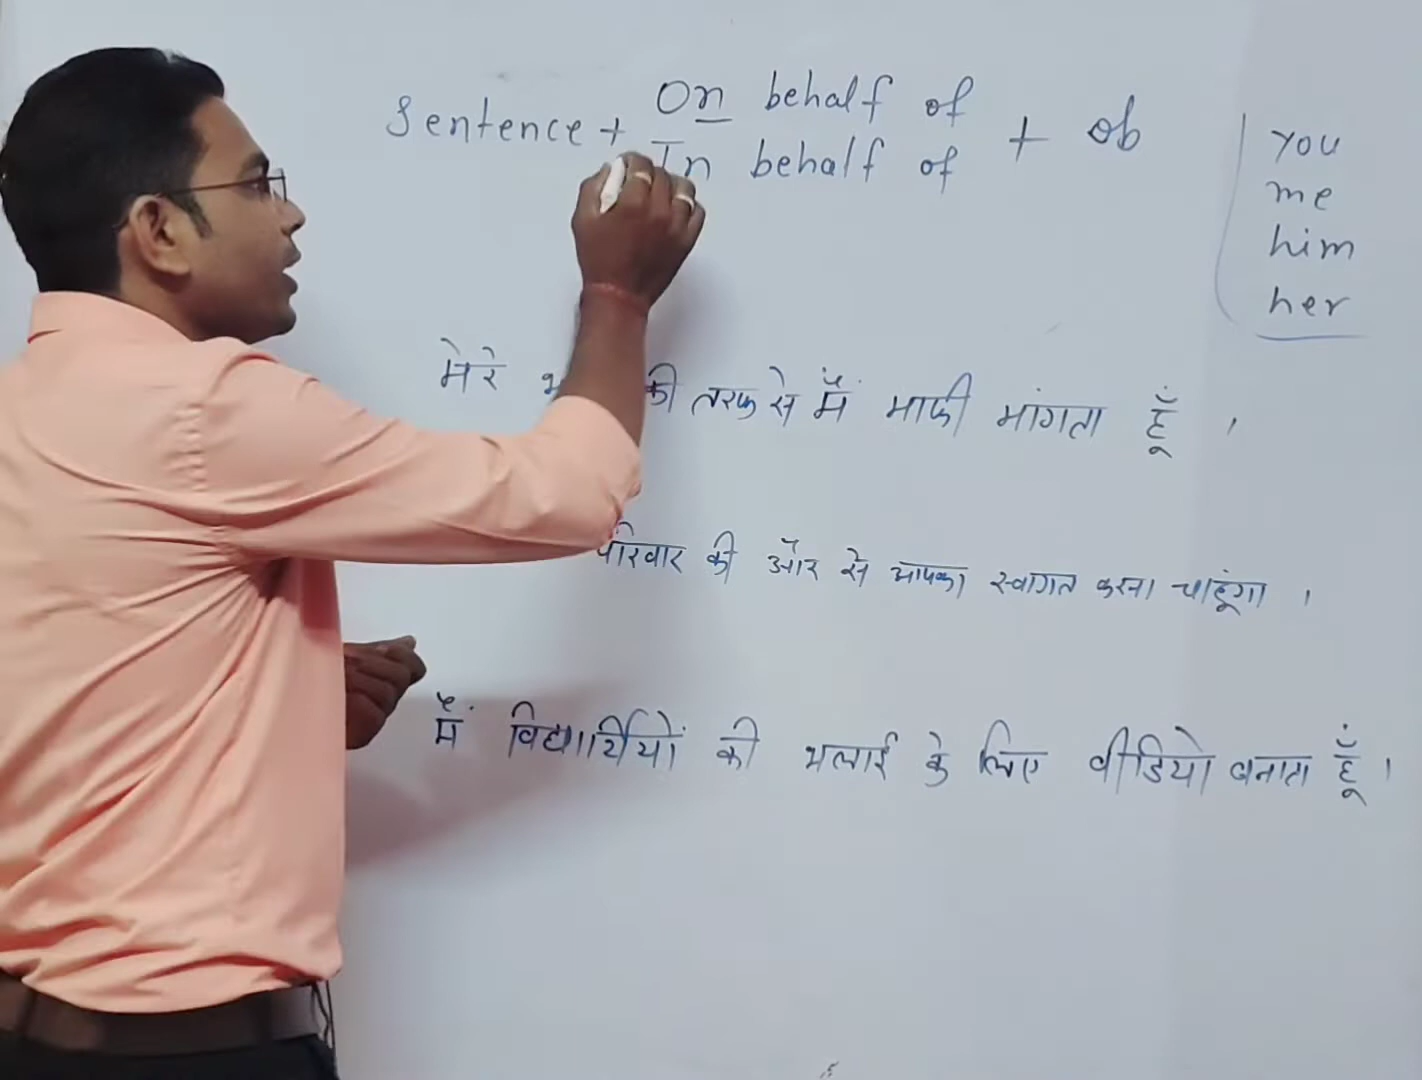 Sentence + On behalf of + ob
In behalf of
you
me
him
her
मेरे की तरफ से मैं माफी मांगता हूँ ।
परिवार की और से आपका स्वागत करना चाहूंगा ।
मैं विद्यार्थियों की भलाई के लिए वीडियो बनाता हूँ ।